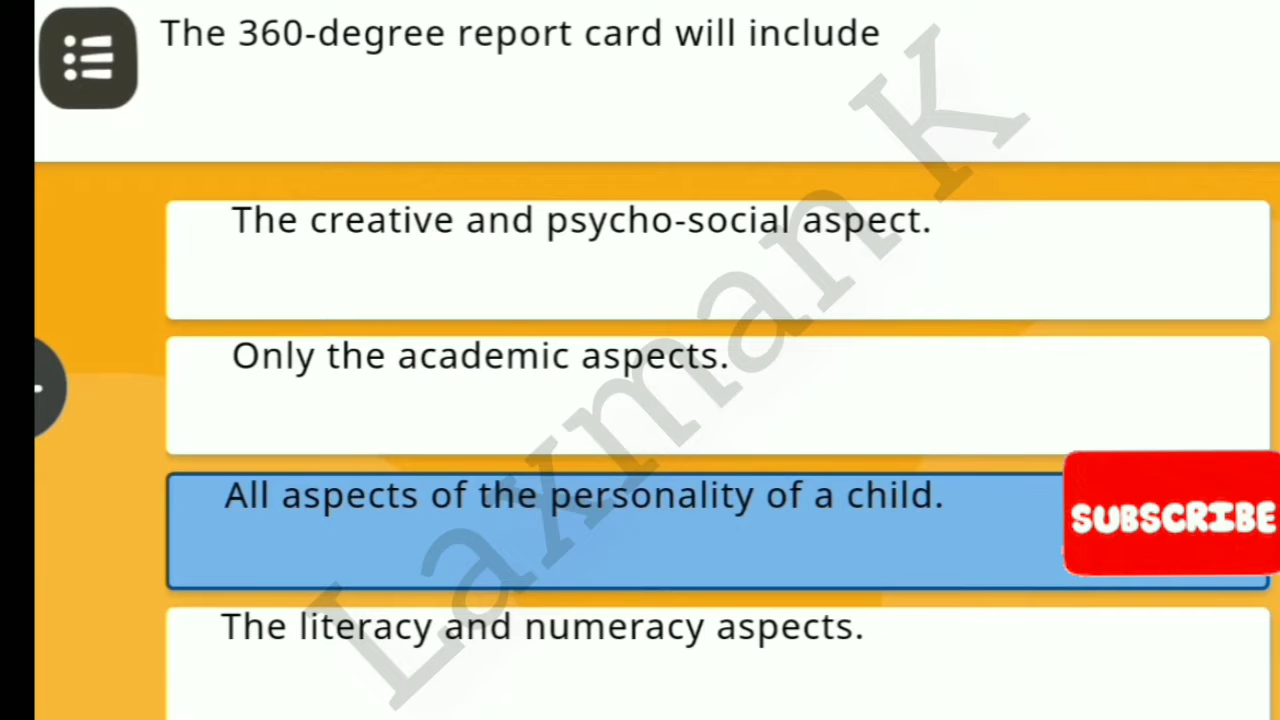 The 360-degree report card will include
The creative and psycho-social aspect.
Only the academic aspects.
All aspects of the personality of a child.
SUBSCRIBE
The literacy and numeracy aspects.
Laxman K